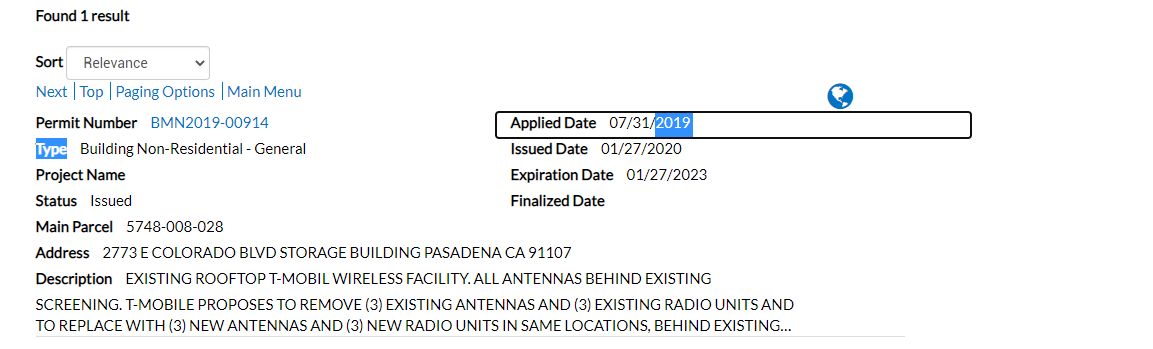 Found 1 result
Sort Relevance
Next Top Paging Options Main Menu
Permit Number BMN2019-00914 Applied Date 07/31/2019
Type Building Non-Residential - General Issued Date 01/27/2020
Project Name Expiration Date 01/27/2023
Status Issued Finalized Date
Main Parcel 5748-008-028
Address 2773 E COLORADO BLVD STORAGE BUILDING PASADENA CA 91107
Description EXISTING ROOFTOP T-MOBIL WIRELESS FACILITY. ALL ANTENNAS BEHIND EXISTING
SCREENING. T-MOBILE PROPOSES TO REMOVE (3) EXISTING ANTENNAS AND (3) EXISTING RADIO UNITS AND
TO REPLACE WITH (3) NEW ANTENNAS AND (3) NEW RADIO UNITS IN SAME LOCATIONS, BEHIND EXISTING...